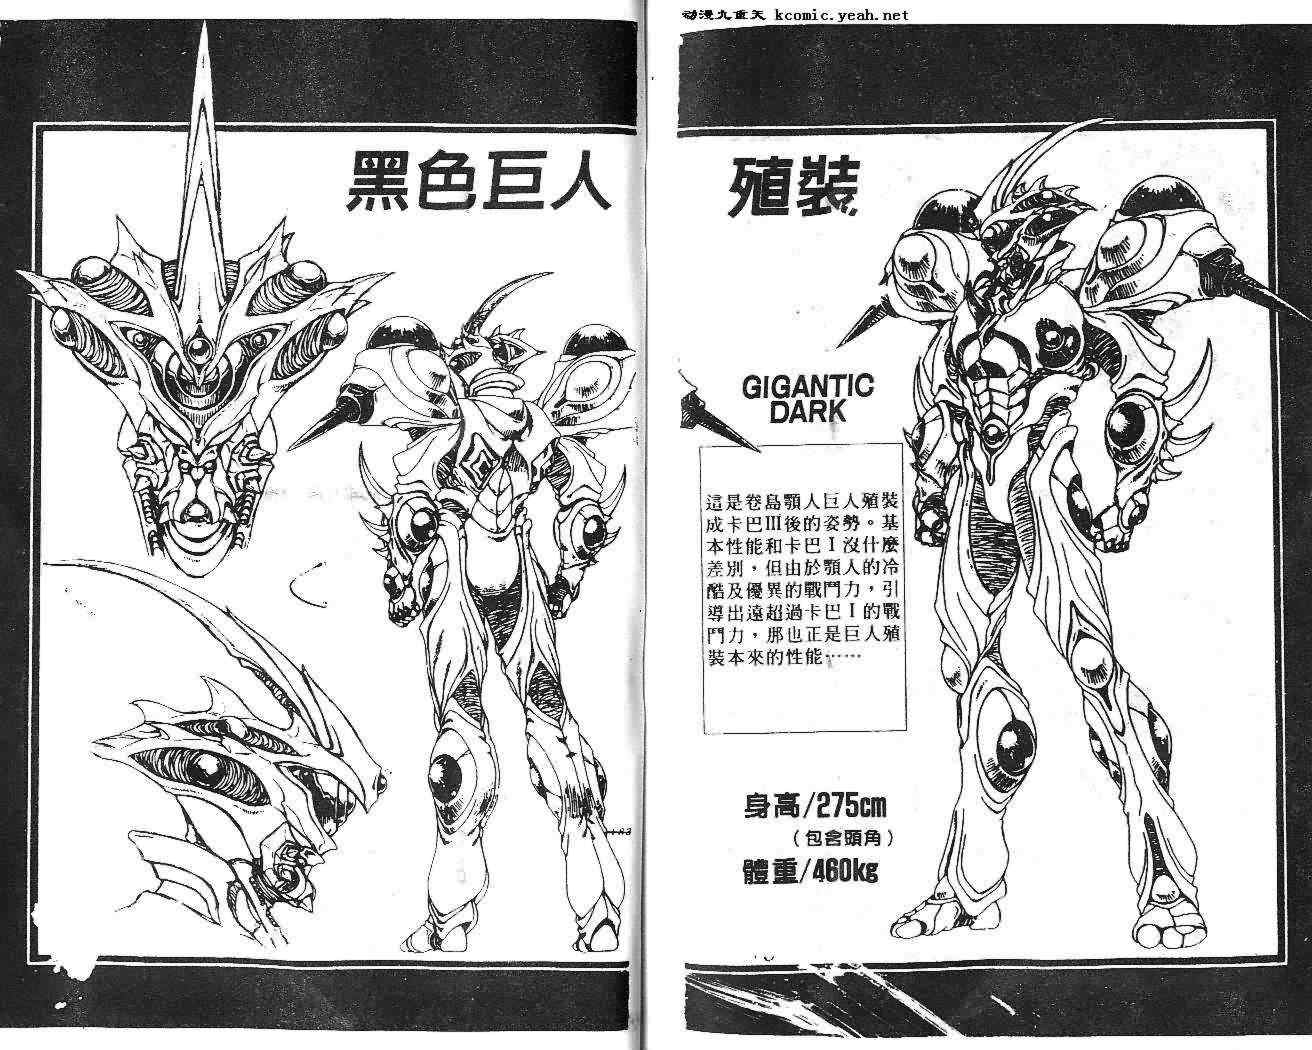 动漫九重天 kcomic.yeah.net
黑色巨人
殖裝
GIGANTIC
DARK
這是卷島顎人巨人殖裝
成卡巴III後的姿勢。基
本性能和卡巴I沒什麼
差別，但由於顎人的冷
酷及優異的戰鬥力，引
導出遠超過卡巴I的戰
鬥力，那也正是巨人殖
裝本來的性能……
身高/275cm
（包含頭角）
體重/460kg